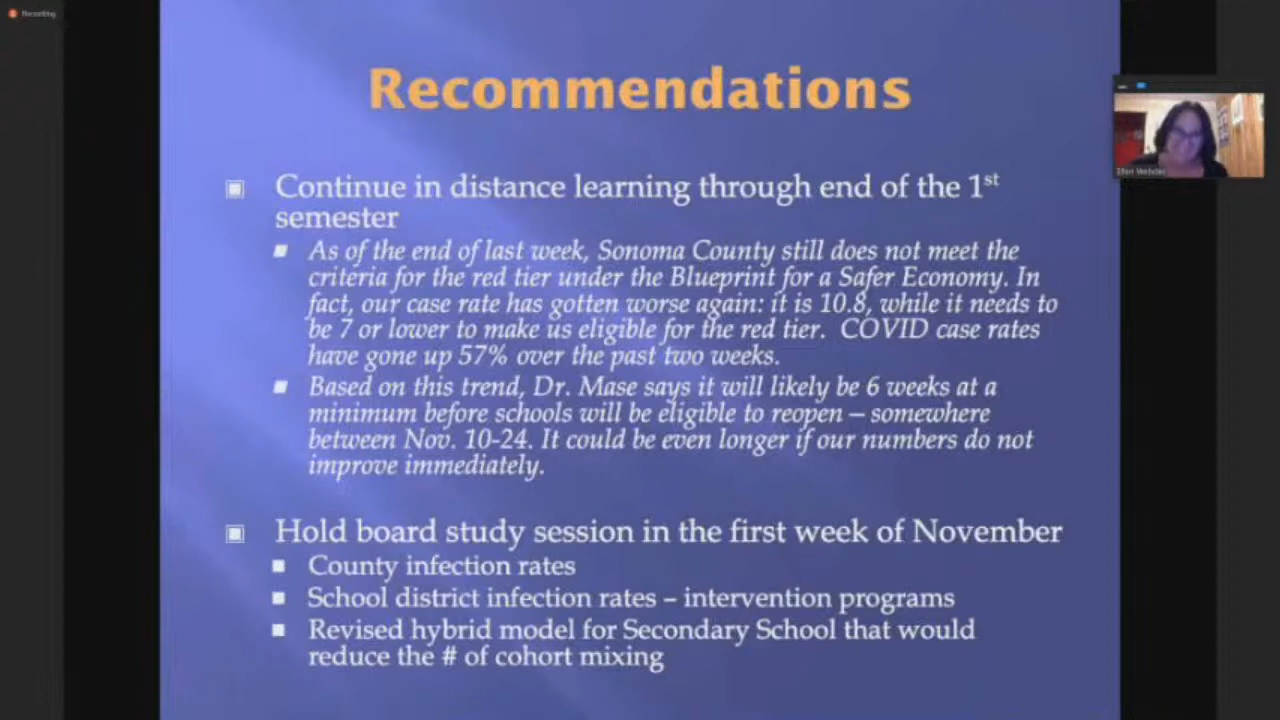 Recording
Recommendations
Continue in distance learning through end of the 1st
semester
As of the end of last week, Sonoma County still does not meet the
criteria for the red tier under the Blueprint for a Safer Economy. In
fact, our case rate has gotten worse again: it is 10.8, while it needs to
be 7 or lower to make us eligible for the red tier. COVID case rates
have gone up 57% over the past two weeks.
Based on this trend, Dr. Mase says it will likely be 6 weeks at a
minimum before schools will be eligible to reopen – somewhere
between Nov. 10-24. It could be even longer if our numbers do not
improve immediately.
Hold board study session in the first week of November
County infection rates
School district infection rates – intervention programs
Revised hybrid model for Secondary School that would
reduce the # of cohort mixing
Ellen Webster